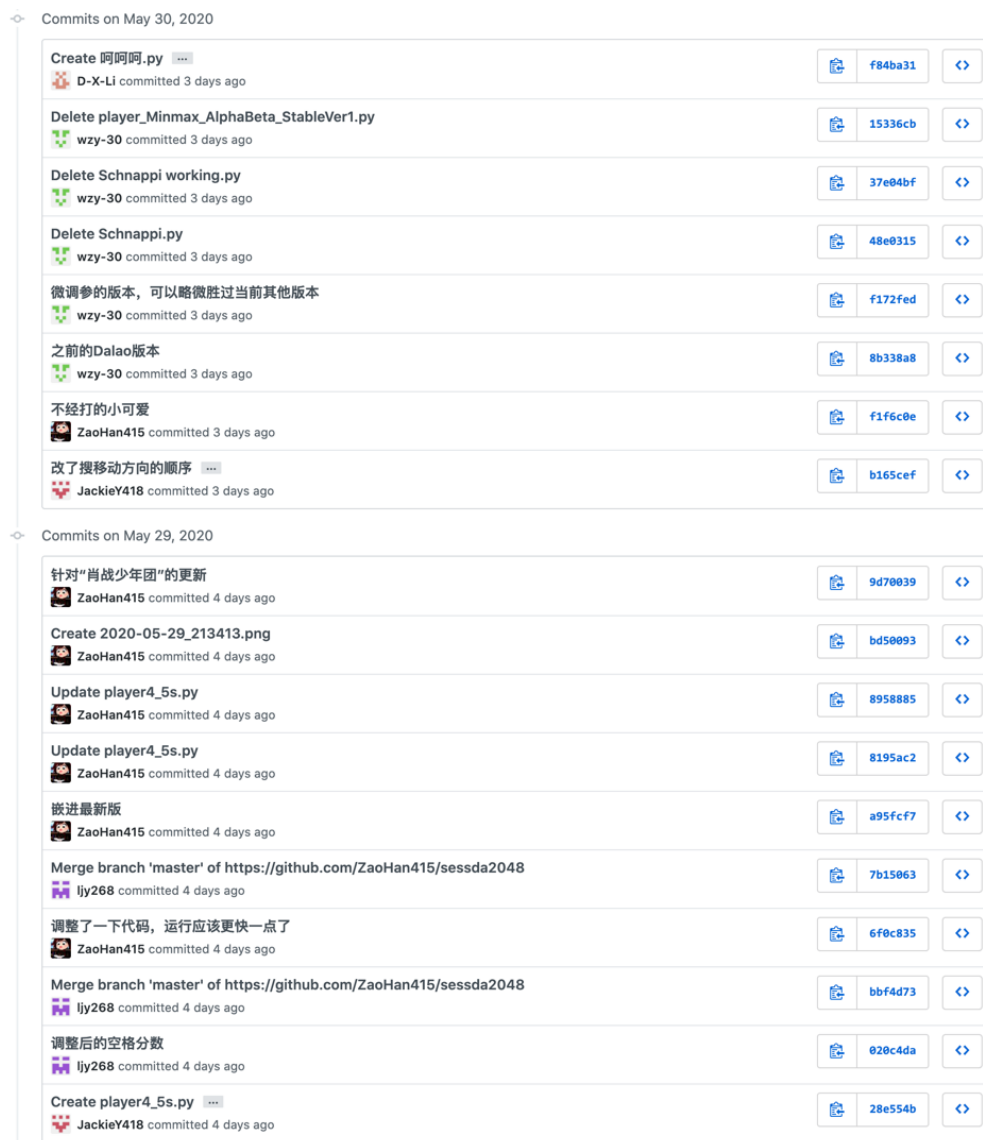 Commits on May 30, 2020
Create 呵呵呵.py …
D-X-Li committed 3 days ago
f84ba31
Delete player_Minmax_AlphaBeta_StableVer1.py
wzy-30 committed 3 days ago
15336cb
Delete Schnappi working.py
wzy-30 committed 3 days ago
37e04bf
Delete Schnappi.py
wzy-30 committed 3 days ago
48e0315
微调参的版本，可以略微胜过当前其他版本
wzy-30 committed 3 days ago
f172fed
之前的Dalao版本
wzy-30 committed 3 days ago
8b338a8
不经打的小可爱
ZaoHan415 committed 3 days ago
f1f6c0e
改了搜移动方向的顺序 …
JackieY418 committed 3 days ago
b165cef
Commits on May 29, 2020
针对“肖战少年团”的更新
ZaoHan415 committed 4 days ago
9d70039
Create 2020-05-29_213413.png
ZaoHan415 committed 4 days ago
bd50093
Update player4_5s.py
ZaoHan415 committed 4 days ago
8958885
Update player4_5s.py
ZaoHan415 committed 4 days ago
8195ac2
嵌进最新版
ZaoHan415 committed 4 days ago
a95fcf7
Merge branch 'master' of https://github.com/ZaoHan415/sessda2048
ljy268 committed 4 days ago
7b15063
调整了一下代码，运行应该更快一点了
ZaoHan415 committed 4 days ago
6f0c835
Merge branch 'master' of https://github.com/ZaoHan415/sessda2048
ljy268 committed 4 days ago
bbf4d73
调整后的空格分数
ljy268 committed 4 days ago
020c4da
Create player4_5s.py …
JackieY418 committed 4 days ago
28e554b